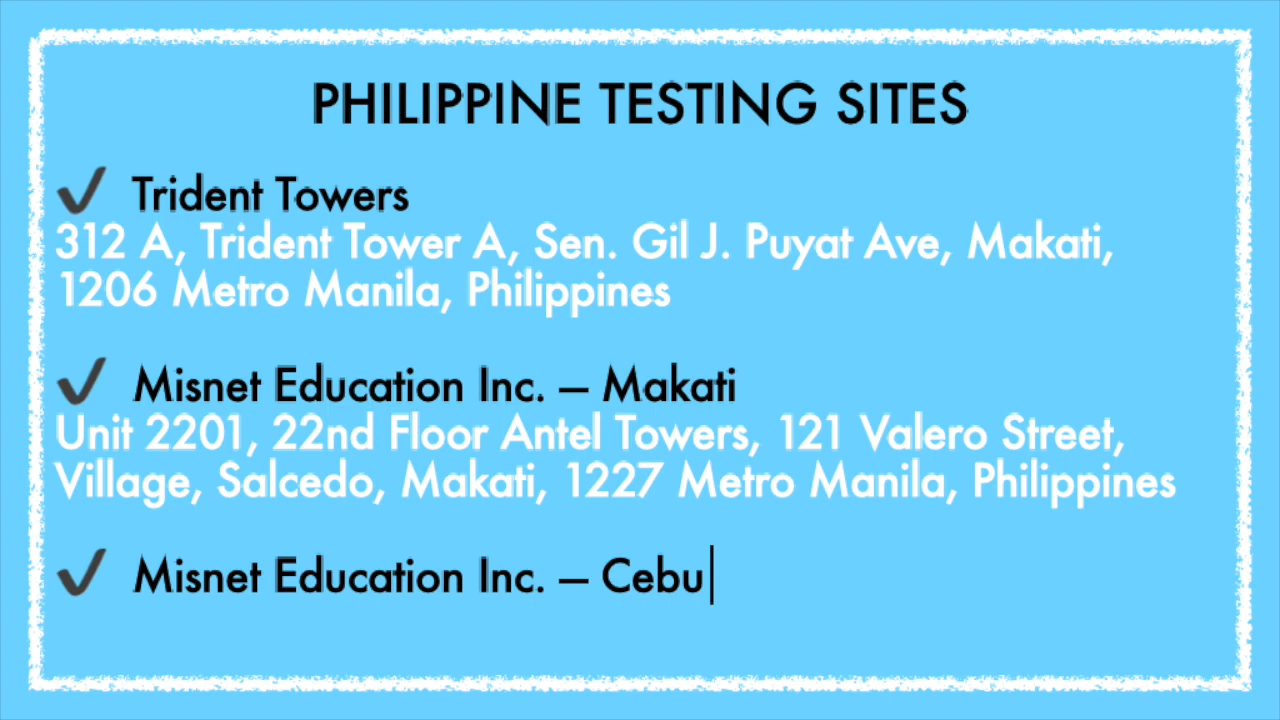 PHILIPPINE TESTING SITES
✔ Trident Towers
312 A, Trident Tower A, Sen. Gil J. Puyat Ave, Makati,
1206 Metro Manila, Philippines
✔ Misnet Education Inc. — Makati
Unit 2201, 22nd Floor Antel Towers, 121 Valero Street,
Village, Salcedo, Makati, 1227 Metro Manila, Philippines
✔ Misnet Education Inc. — Cebu